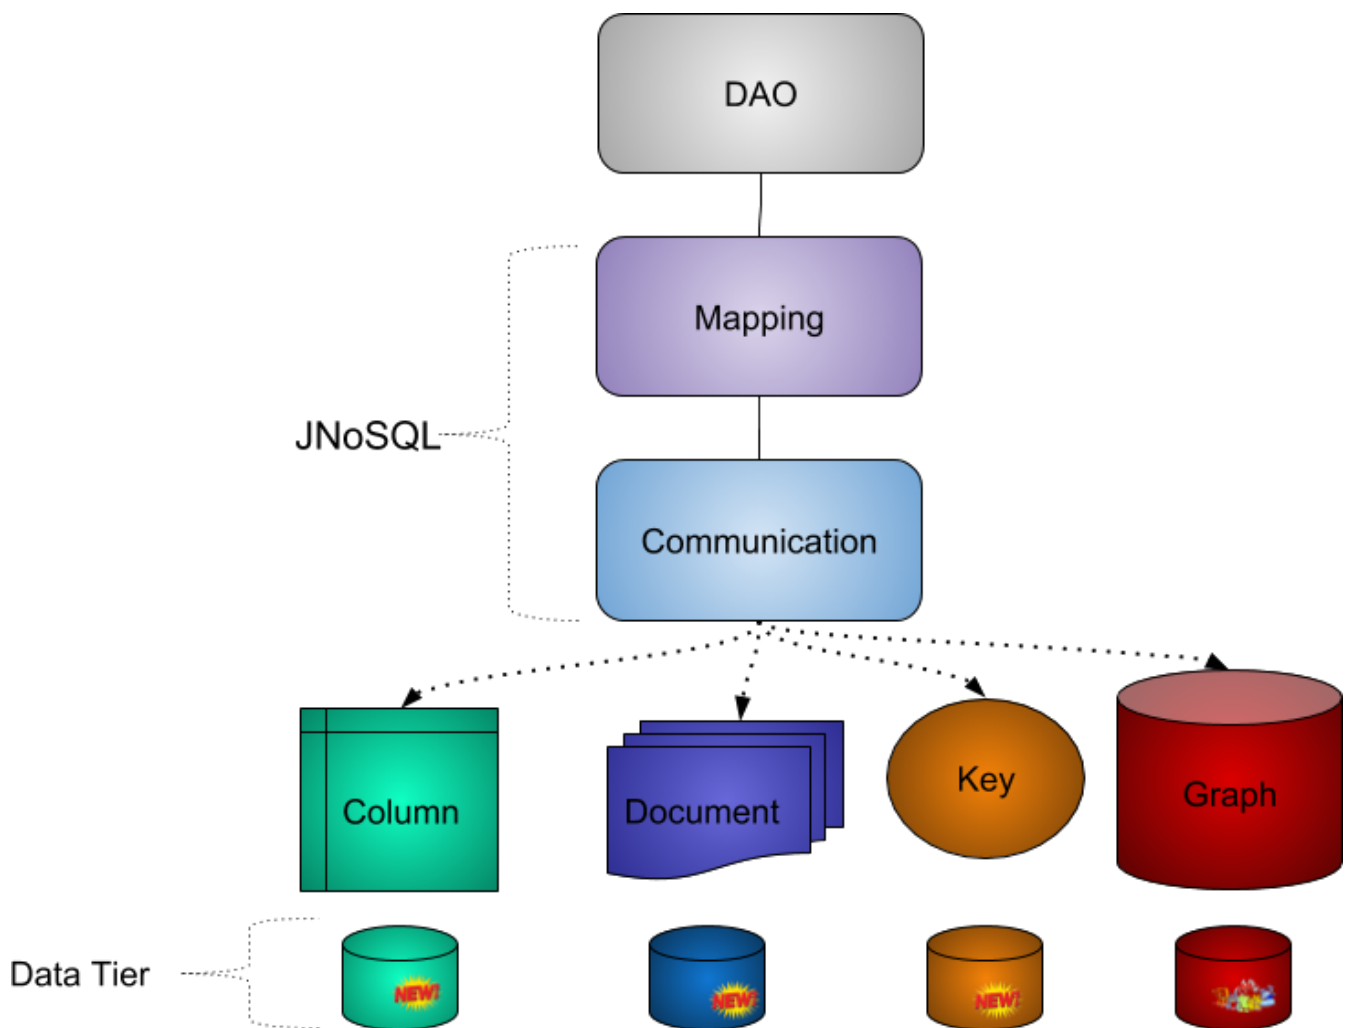 DAO
Mapping
JNoSQL
Communication
Column
Document
Key
Graph
Data Tier
NEW!
NEW!
NEW!